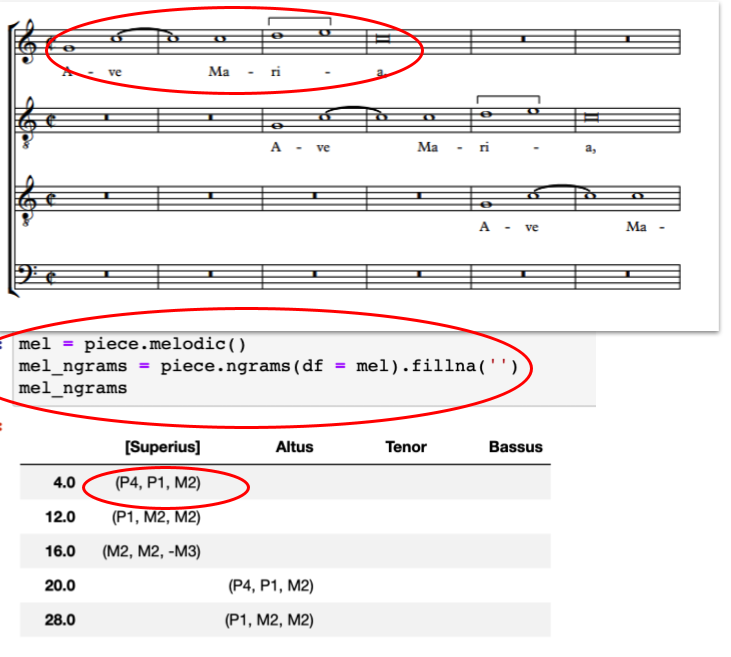 A - ve Ma - ri - a,
8
A - ve Ma - ri - a,
8
A - ve Ma -
mel = piece.melodic()
mel_ngrams = piece.ngrams(df = mel).fillna('')
mel_ngrams
[Superius] Altus Tenor Bassus
4.0 (P4, P1, M2)
12.0 (P1, M2, M2)
16.0 (M2, M2, -M3)
20.0 (P4, P1, M2)
28.0 (P1, M2, M2)